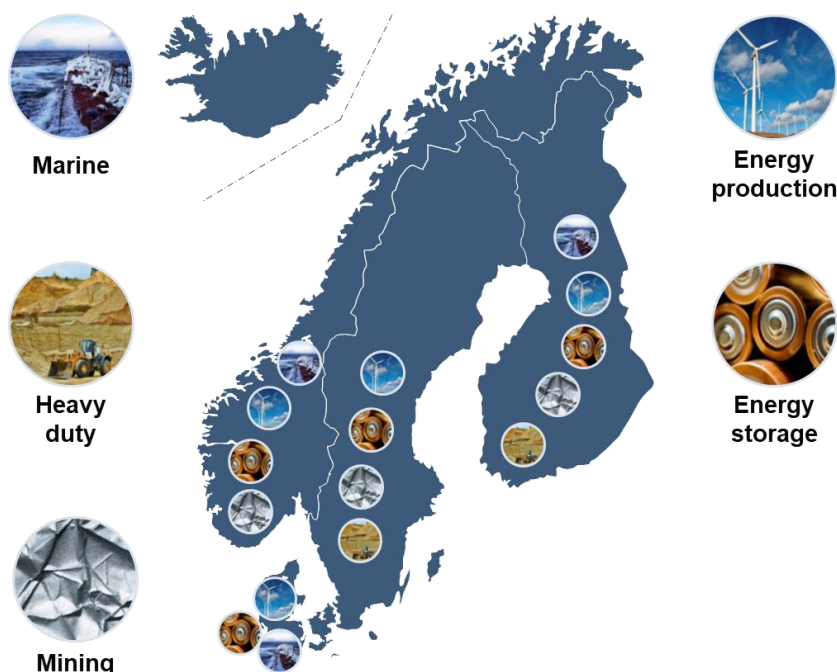 Marine
Energy
production
Heavy
duty
Energy
storage
Mining